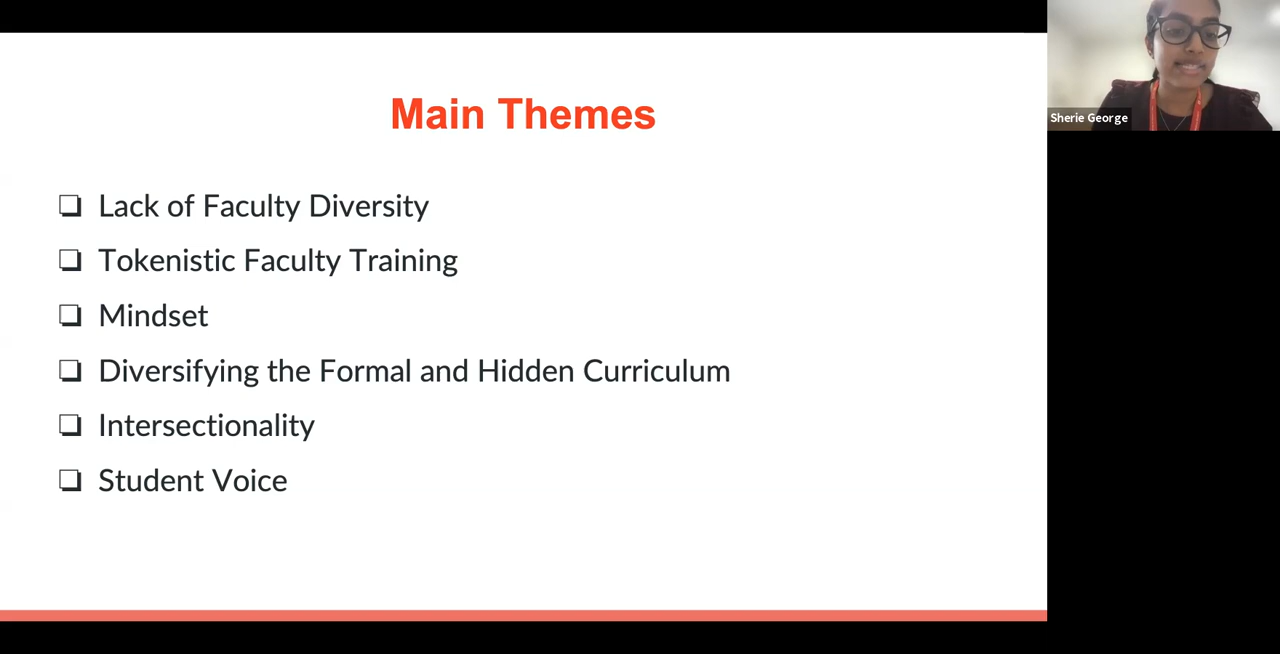 Main Themes
Lack of Faculty Diversity
Tokenistic Faculty Training
Mindset
Diversifying the Formal and Hidden Curriculum
Intersectionality
Student Voice
Sherie George